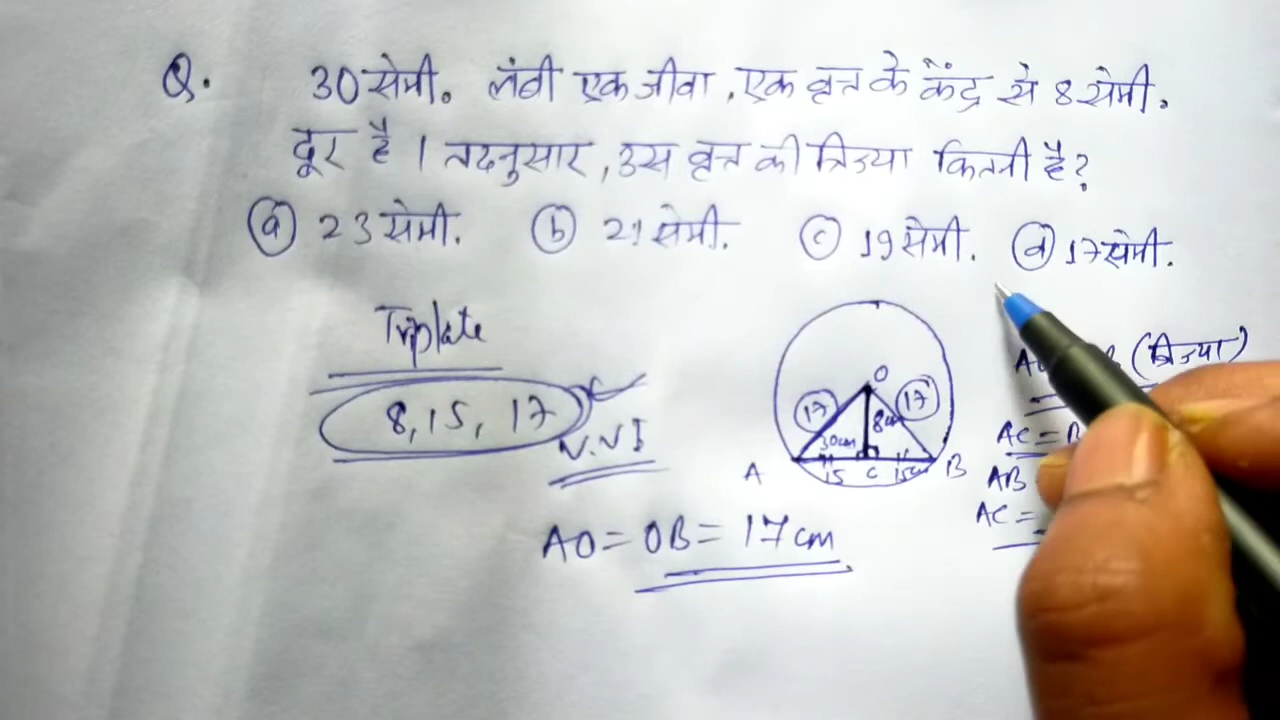 Q. 30 सेमी. लंबी एक जीवा, एक वृत्त के केंद्र से 8 सेमी.
दूर है। तदनुसार, उस वृत्त की त्रिज्या कितनी है?
(a) 23 सेमी. (b) 21 सेमी. (c) 19 सेमी. (d) 17 सेमी.
Triplate
8, 15, 17
V.V.I
O
17
17
8cm
30cm
A 15 C 15cm B
AO = OB = 17 cm
(त्रिज्या)
AC = B
AB
AC =